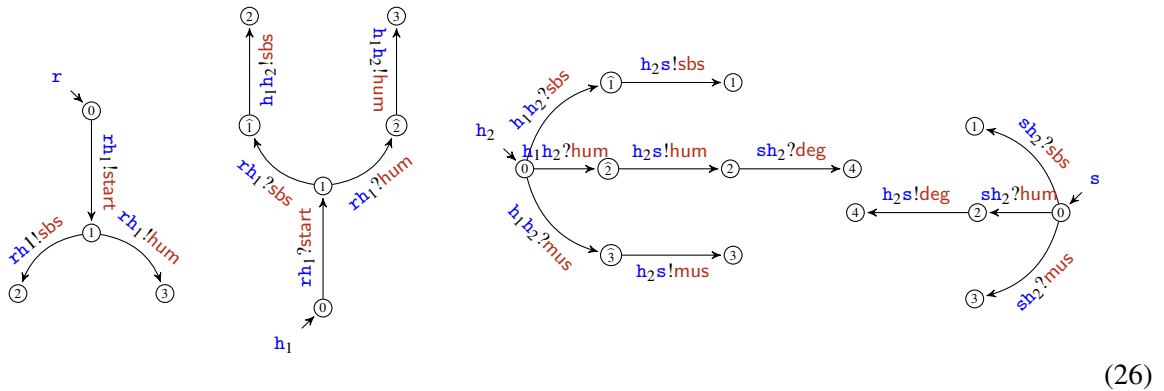 r
0
rh₁!start
1
rh1!sbs
rh₁!hum
2
3
2
3
h₁h₂!sbs
h₁h₂!hum
1̂
2̂
rh₁?sbs
rh₁?hum
1
rh₁?start
0
h₁
h₂
0
h₁h₂?sbs
1̂
h₂s!sbs
1
h₁h₂?hum
2̂
h₂s!hum
2
sh₂?deg
4
h₁h₂?mus
3̂
h₂s!mus
3
s
0
sh₂?sbs
1
sh₂?hum
2
h₂s!deg
4
sh₂?mus
3
(26)